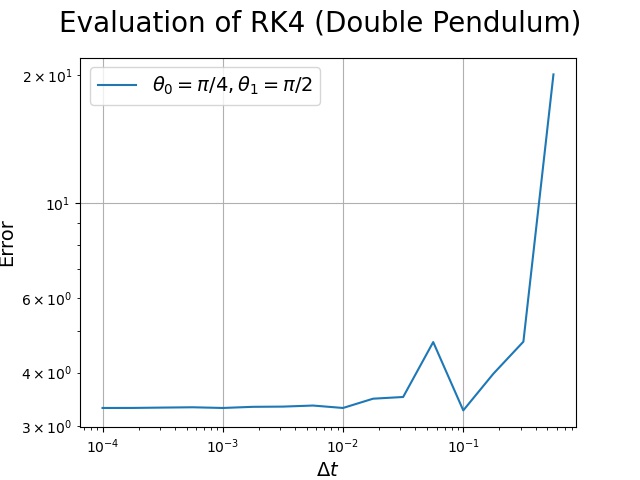 Evaluation of RK4 (Double Pendulum)
θ₀ = π/4, θ₁ = π/2
Error
2 × 10¹
10¹
6 × 10⁰
4 × 10⁰
3 × 10⁰
10⁻⁴ 10⁻³ 10⁻² 10⁻¹
Δt